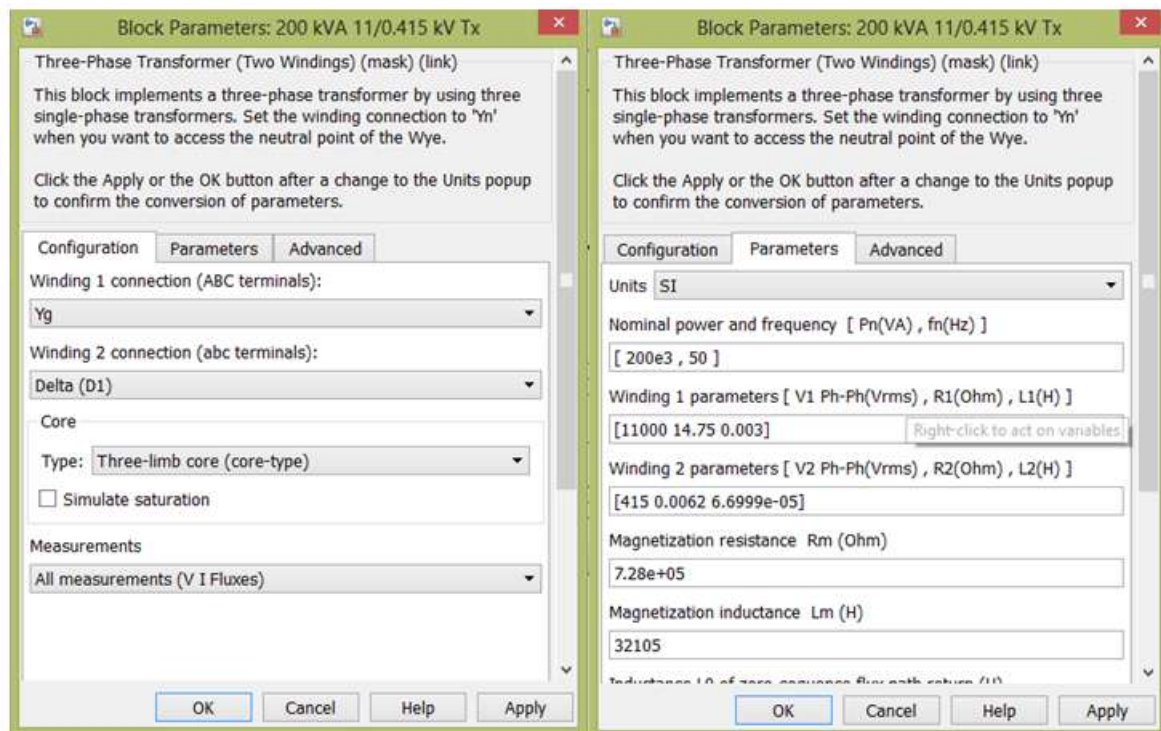 Block Parameters: 200 kVA 11/0.415 kV Tx
Three-Phase Transformer (Two Windings) (mask) (link)
This block implements a three-phase transformer by using three
single-phase transformers. Set the winding connection to 'Yn'
when you want to access the neutral point of the Wye.
Click the Apply or the OK button after a change to the Units popup
to confirm the conversion of parameters.
Configuration Parameters Advanced
Winding 1 connection (ABC terminals):
Yg
Winding 2 connection (abc terminals):
Delta (D1)
Core
Type: Three-limb core (core-type)
Simulate saturation
Measurements
All measurements (V I Fluxes)
OK Cancel Help Apply
Block Parameters: 200 kVA 11/0.415 kV Tx
Three-Phase Transformer (Two Windings) (mask) (link)
This block implements a three-phase transformer by using three
single-phase transformers. Set the winding connection to 'Yn'
when you want to access the neutral point of the Wye.
Click the Apply or the OK button after a change to the Units popup
to confirm the conversion of parameters.
Configuration Parameters Advanced
Units SI
Nominal power and frequency [ Pn(VA) , fn(Hz) ]
[ 200e3 , 50 ]
Winding 1 parameters [ V1 Ph-Ph(Vrms) , R1(Ohm) , L1(H) ]
[11000 14.75 0.003] Right-click to act on variables
Winding 2 parameters [ V2 Ph-Ph(Vrms) , R2(Ohm) , L2(H) ]
[415 0.0062 6.6999e-05]
Magnetization resistance Rm (Ohm)
7.28e+05
Magnetization inductance Lm (H)
32105
Inductance L0 of zero-sequence flux path return (H)
OK Cancel Help Apply